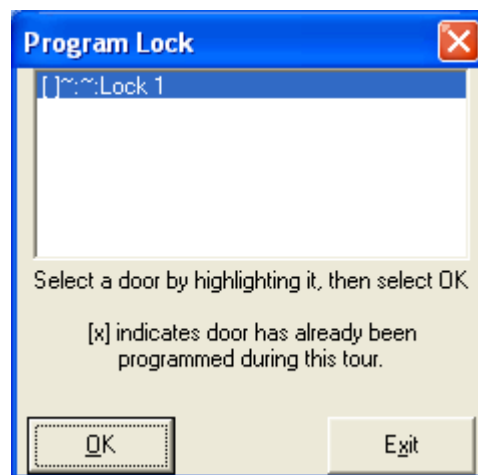 Program Lock
[ ]~:~:Lock 1
Select a door by highlighting it, then select OK
[x] indicates door has already been
programmed during this tour.
OK
Exit